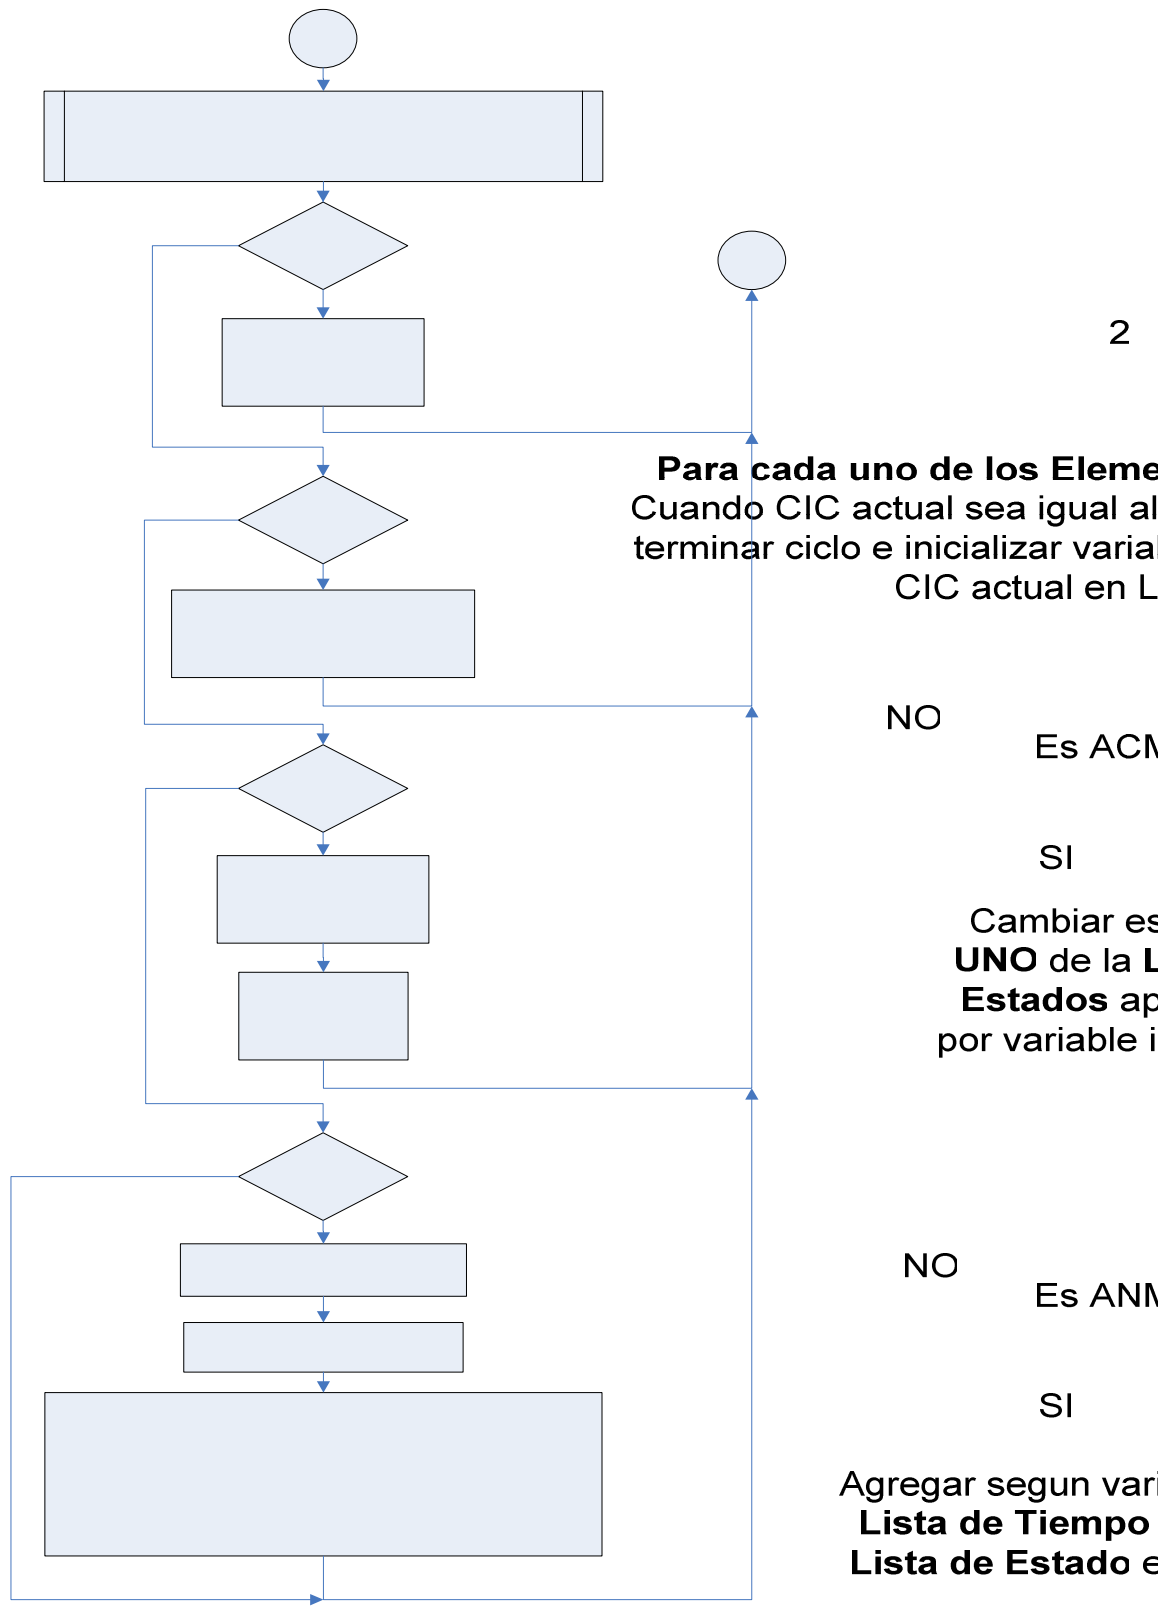 2
Para cada uno de los Eleme
Cuando CIC actual sea igual al
terminar ciclo e inicializar varia
CIC actual en L
NO
Es ACM
SI
Cambiar es
UNO de la L
Estados ap
por variable i
NO
Es ANM
SI
Agregar segun vari
Lista de Tiempo
Lista de Estado e